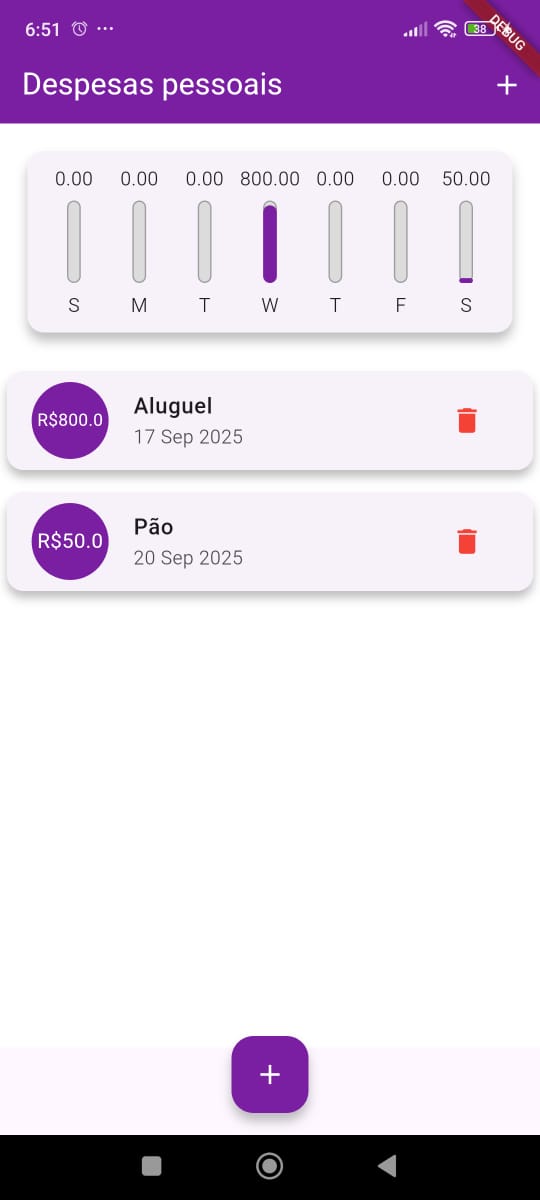 6:51
38
DEBUG
Despesas pessoais
0.00 0.00 0.00 800.00 0.00 0.00 50.00
S M T W T F S
R$800.0
Aluguel
17 Sep 2025
R$50.0
Pão
20 Sep 2025